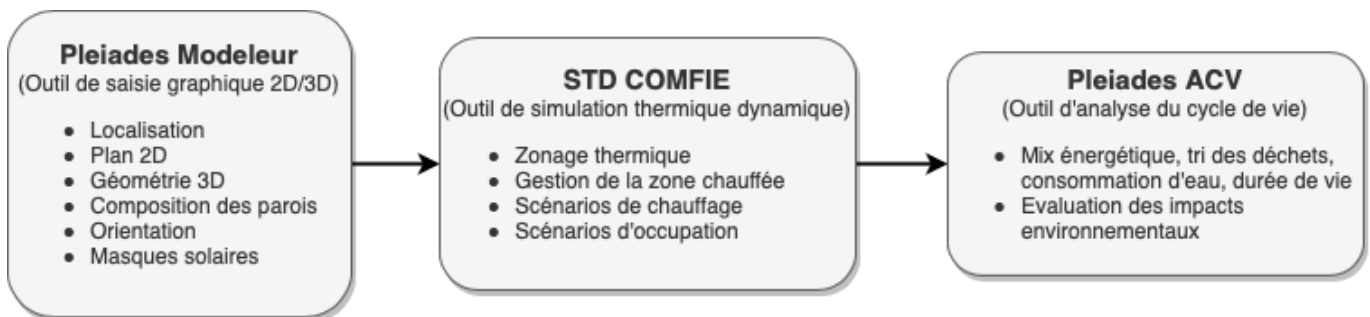 Pleiades Modeleur
(Outil de saisie graphique 2D/3D)
• Localisation
• Plan 2D
• Géométrie 3D
• Composition des parois
• Orientation
• Masques solaires
STD COMFIE
(Outil de simulation thermique dynamique)
• Zonage thermique
• Gestion de la zone chauffée
• Scénarios de chauffage
• Scénarios d'occupation
Pleiades ACV
(Outil d'analyse du cycle de vie)
• Mix énergétique, tri des déchets,
consommation d'eau, durée de vie
• Evaluation des impacts
environnementaux